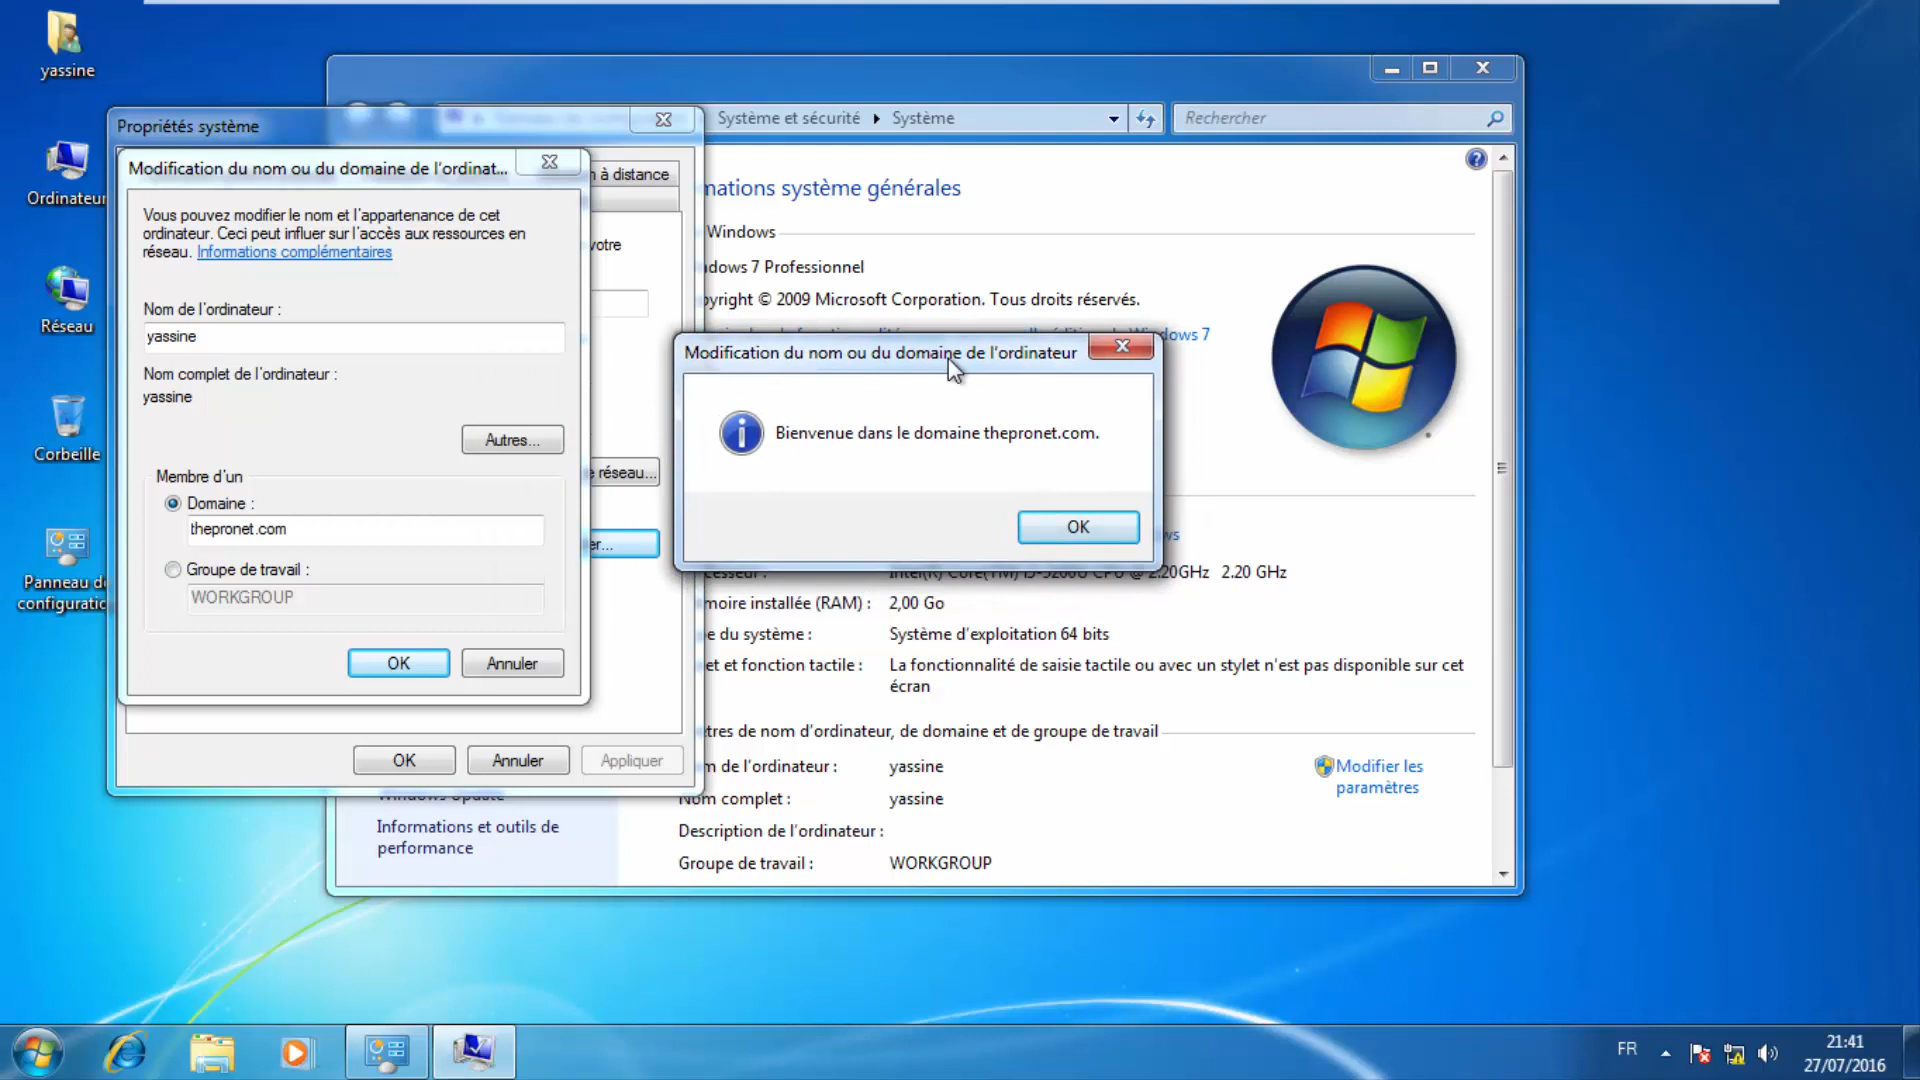 yassine
Ordinateur
Réseau
Corbeille
Panneau de
configuratio
Système et sécurité
Système
Rechercher
Propriétés système
n à distance
votre
e réseau...
er...
OK
Annuler
Appliquer
Modification du nom ou du domaine de l'ordinat...
Vous pouvez modifier le nom et l'appartenance de cet
ordinateur. Ceci peut influer sur l'accès aux ressources en
réseau. Informations complémentaires
Nom de l'ordinateur :
yassine
Nom complet de l'ordinateur :
yassine
Autres...
Membre d'un
Domaine :
thepronet.com
Groupe de travail :
WORKGROUP
OK
Annuler
Modification du nom ou du domaine de l'ordinateur
Bienvenue dans le domaine thepronet.com.
OK
mations système générales
Windows
dows 7 Professionnel
pyright © 2009 Microsoft Corporation. Tous droits réservés.
Windows 7
cesseur : Intel(R) Core(TM) i5-5200U CPU @ 2.20GHz 2.20 GHz
moire installée (RAM) : 2,00 Go
e du système : Système d'exploitation 64 bits
et et fonction tactile : La fonctionnalité de saisie tactile ou avec un stylet n'est pas disponible sur cet
écran
tres de nom d'ordinateur, de domaine et de groupe de travail
m de l'ordinateur : yassine
Modifier les
paramètres
Nom complet : yassine
Description de l'ordinateur :
Groupe de travail : WORKGROUP
Windows Update
Informations et outils de
performance
FR
21:41
27/07/2016